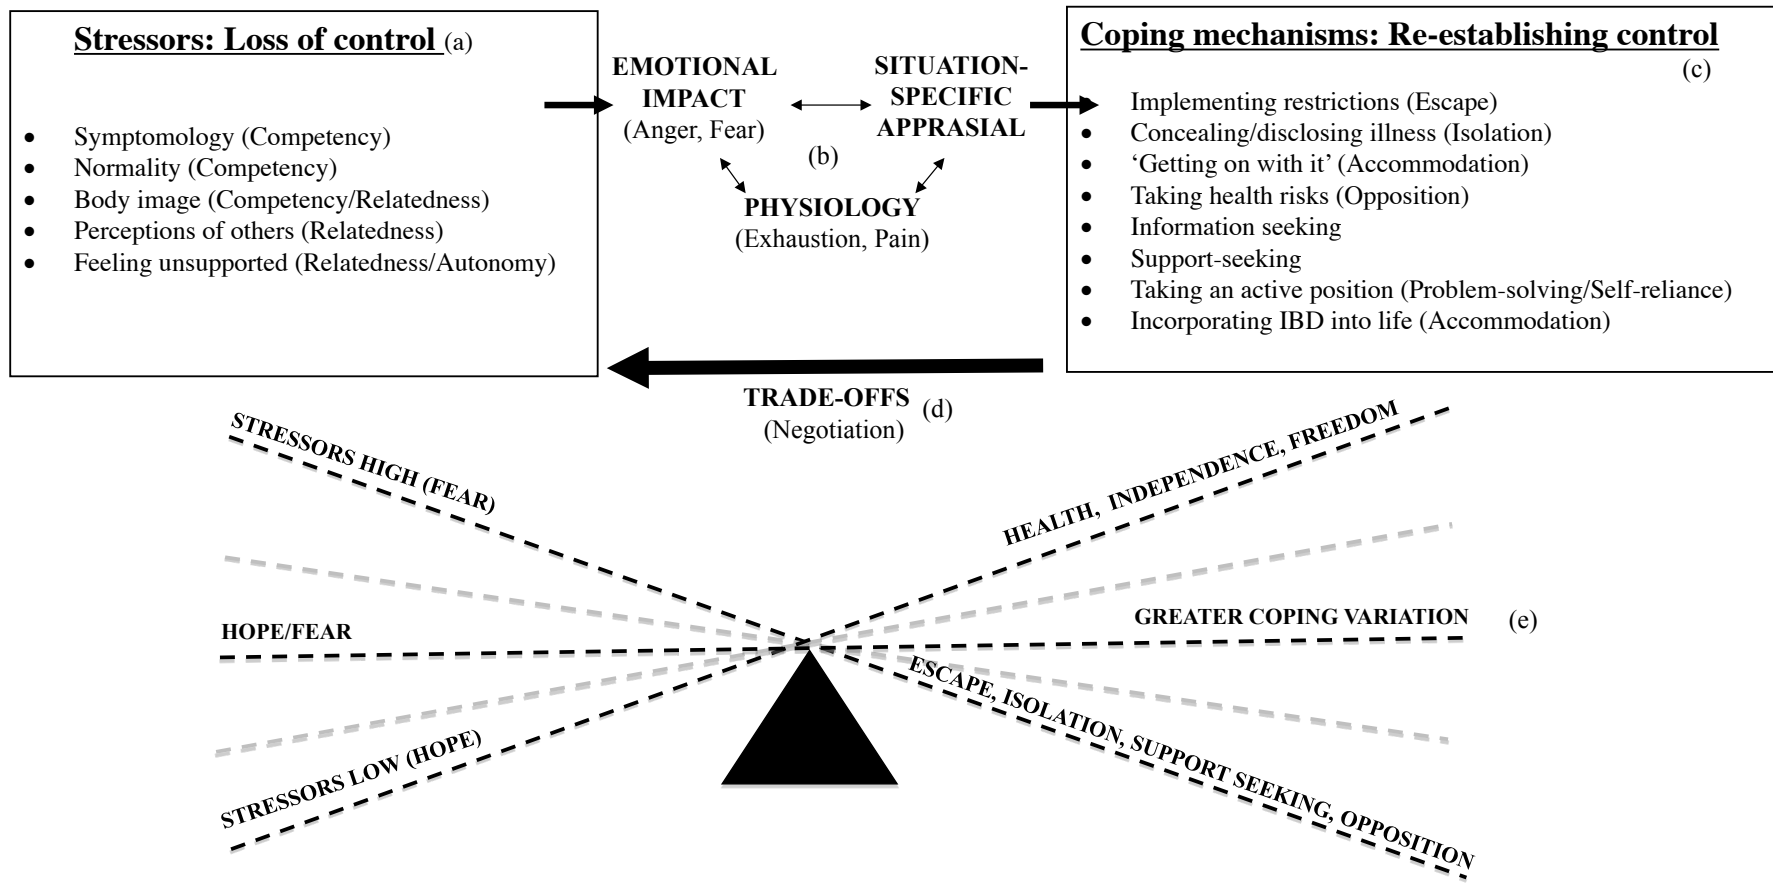 Stressors: Loss of control (a)
• Symptomology (Competency)
• Normality (Competency)
• Body image (Competency/Relatedness)
• Perceptions of others (Relatedness)
• Feeling unsupported (Relatedness/Autonomy)
EMOTIONAL
IMPACT
(Anger, Fear)
SITUATION-
SPECIFIC
APPRASIAL
(b)
PHYSIOLOGY
(Exhaustion, Pain)
Coping mechanisms: Re-establishing control
(c)
• Implementing restrictions (Escape)
• Concealing/disclosing illness (Isolation)
• ‘Getting on with it’ (Accommodation)
• Taking health risks (Opposition)
• Information seeking
• Support-seeking
• Taking an active position (Problem-solving/Self-reliance)
• Incorporating IBD into life (Accommodation)
TRADE-OFFS (d)
(Negotiation)
STRESSORS HIGH (FEAR)
HEALTH, INDEPENDENCE, FREEDOM
HOPE/FEAR
GREATER COPING VARIATION (e)
STRESSORS LOW (HOPE)
ESCAPE, ISOLATION, SUPPORT SEEKING, OPPOSITION